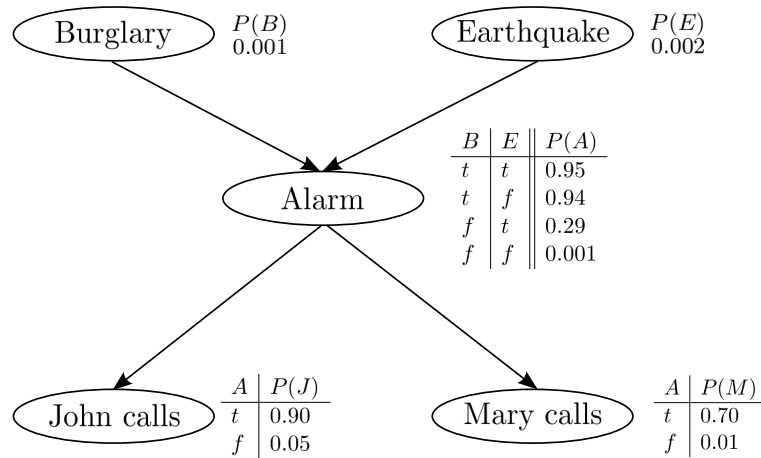 Burglary
P(B)
0.001
Earthquake
P(E)
0.002
Alarm
B E P(A)
t t 0.95
t f 0.94
f t 0.29
f f 0.001
John calls
A P(J)
t 0.90
f 0.05
Mary calls
A P(M)
t 0.70
f 0.01